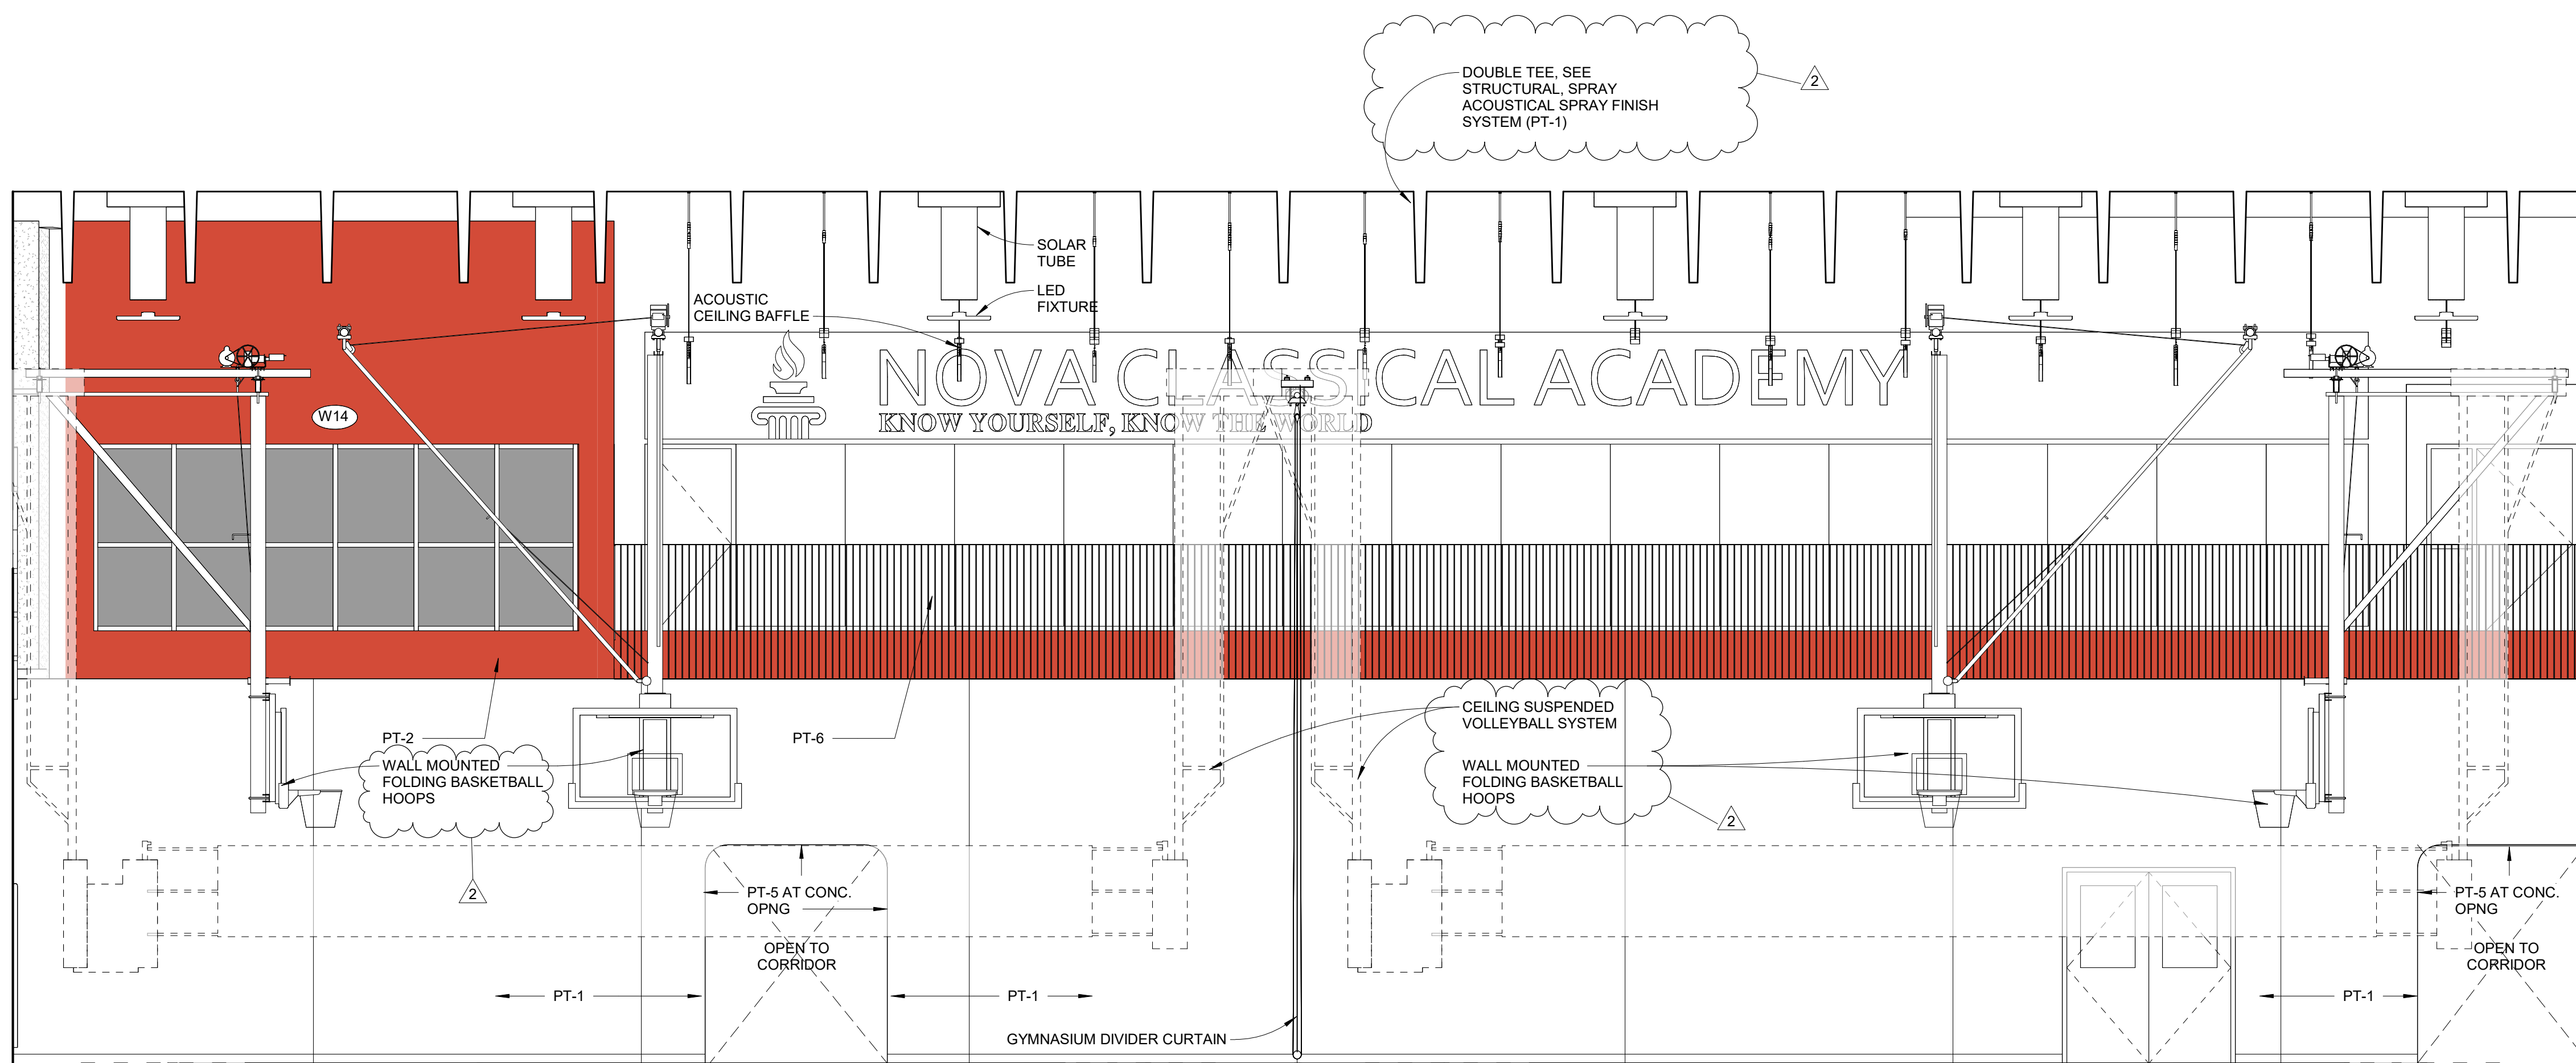 DOUBLE TEE, SEE
STRUCTURAL, SPRAY
ACOUSTICAL SPRAY FINISH
SYSTEM (PT-1)
2
SOLAR
TUBE
LED
FIXTURE
ACOUSTIC
CEILING BAFFLE
NOVA CLASSICAL ACADEMY
KNOW YOURSELF, KNOW THE WORLD
W14
PT-2
WALL MOUNTED
FOLDING BASKETBALL
HOOPS
2
PT-6
CEILING SUSPENDED
VOLLEYBALL SYSTEM
WALL MOUNTED
FOLDING BASKETBALL
HOOPS
2
PT-5 AT CONC.
OPNG
OPEN TO
CORRIDOR
PT-5 AT CONC.
OPNG
OPEN TO
CORRIDOR
PT-1
PT-1
PT-1
GYMNASIUM DIVIDER CURTAIN